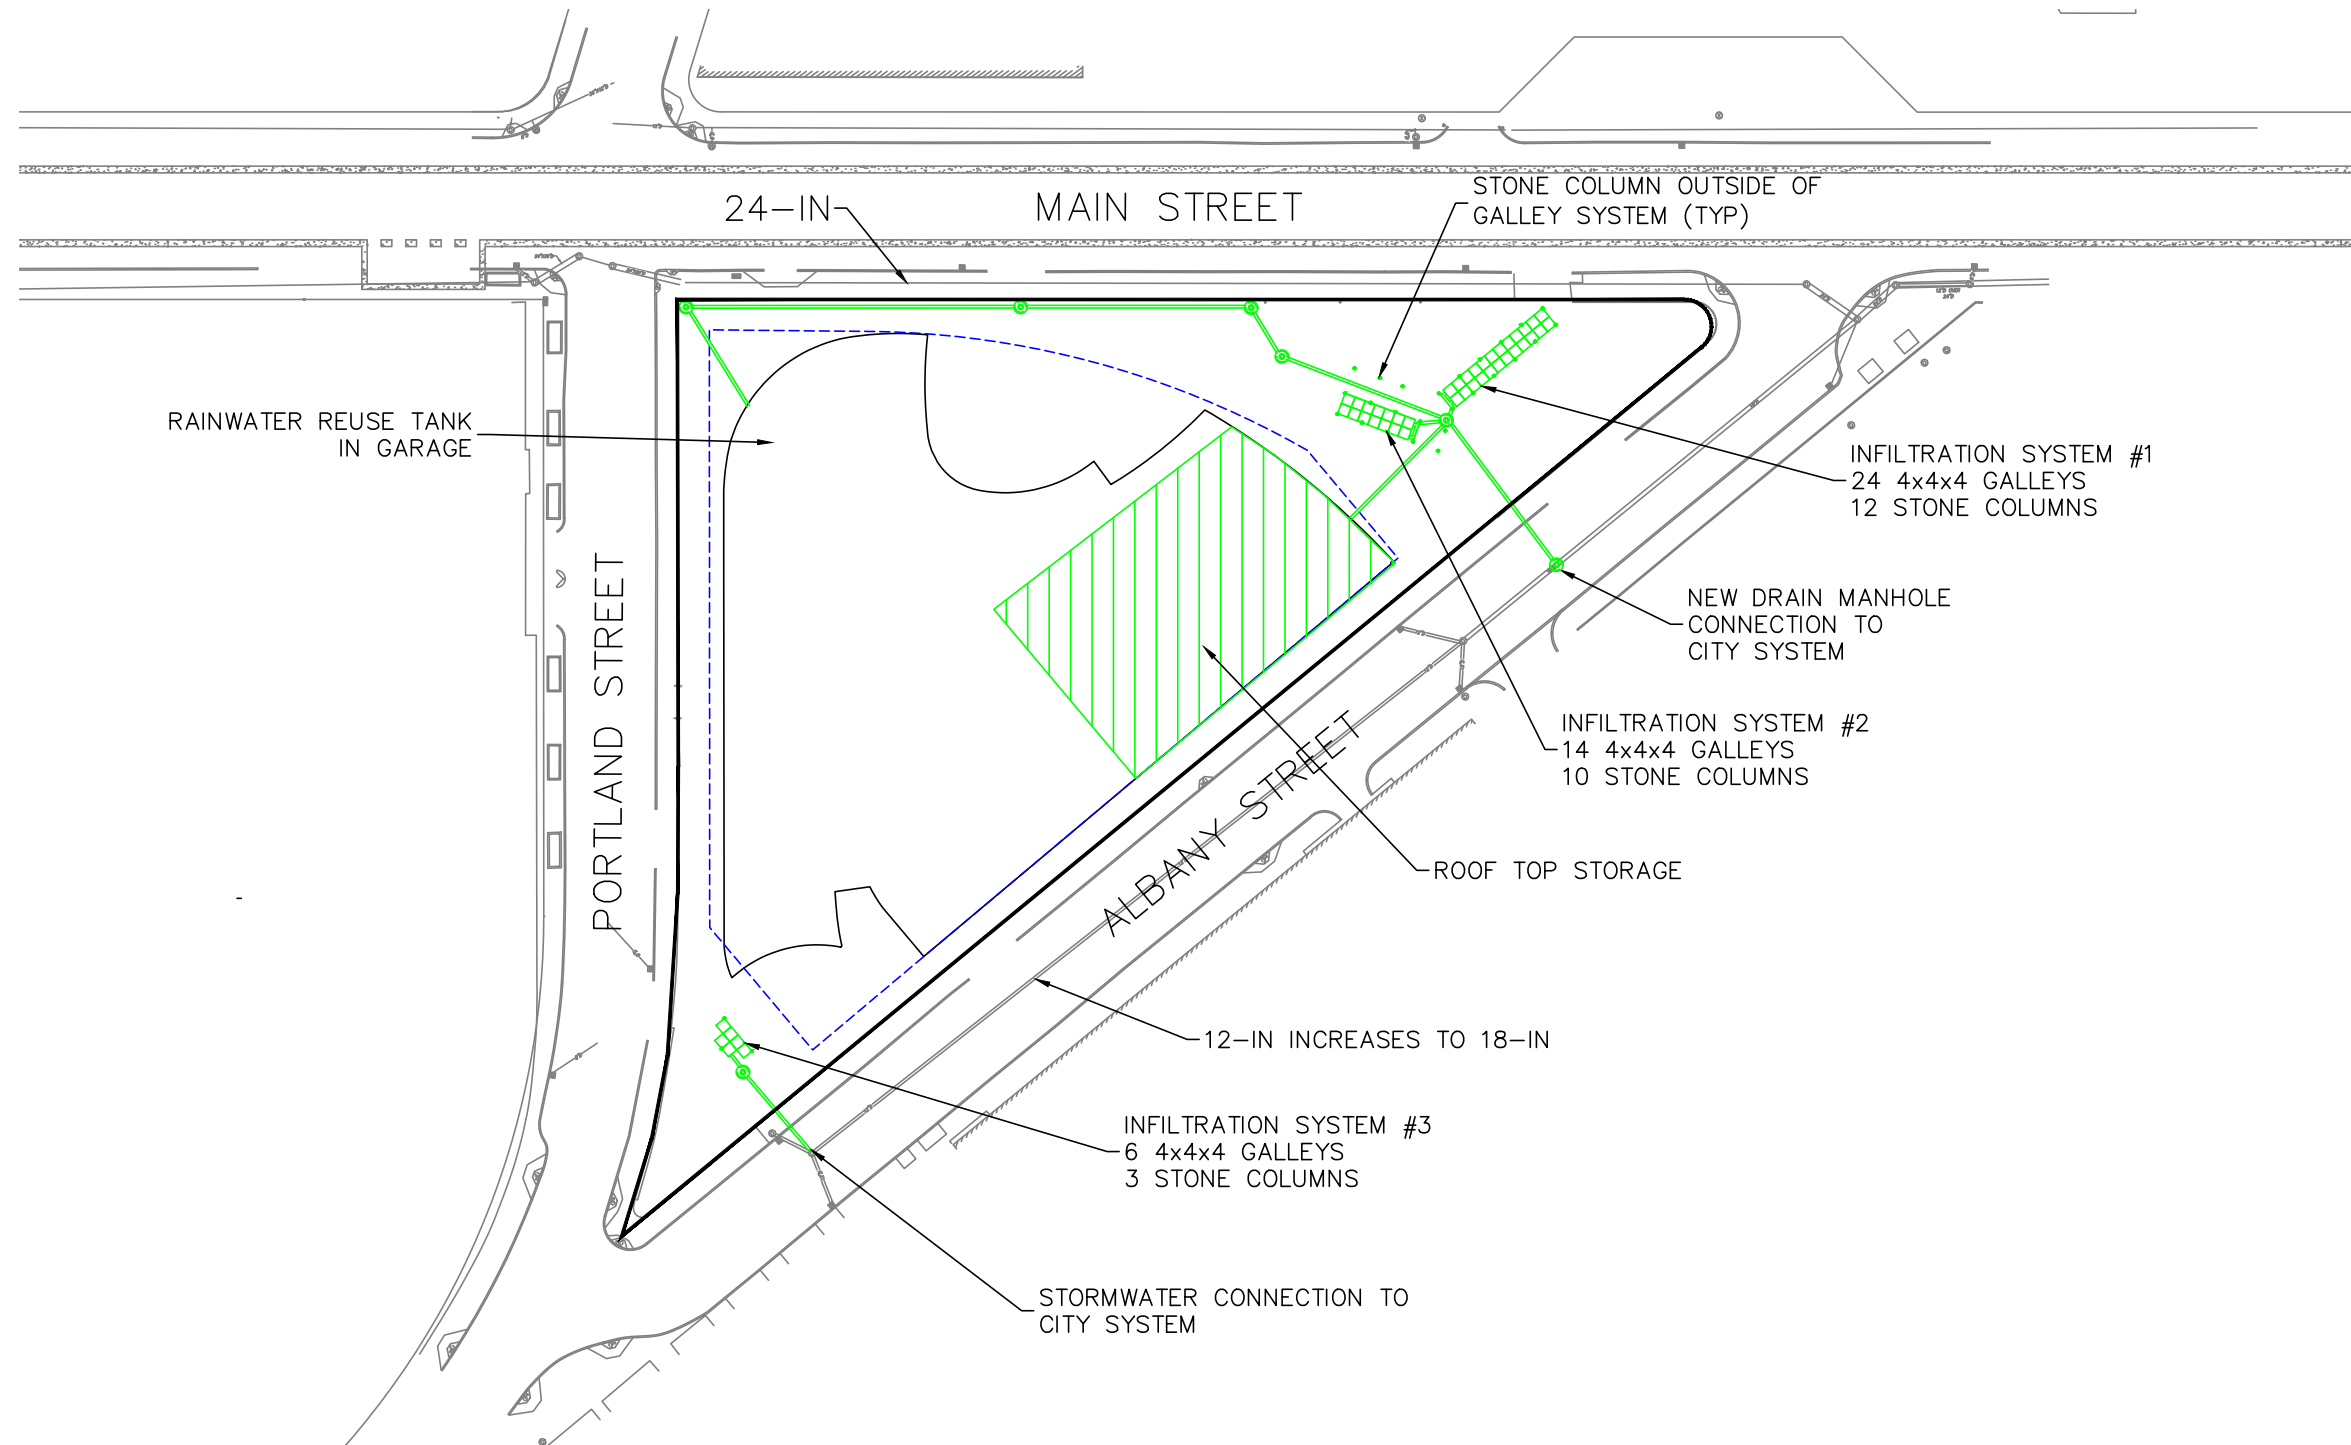 STONE COLUMN OUTSIDE OF
GALLEY SYSTEM (TYP)
24-IN
MAIN STREET
RAINWATER REUSE TANK
IN GARAGE
INFILTRATION SYSTEM #1
24 4x4x4 GALLEYS
12 STONE COLUMNS
PORTLAND STREET
NEW DRAIN MANHOLE
CONNECTION TO
CITY SYSTEM
INFILTRATION SYSTEM #2
14 4x4x4 GALLEYS
10 STONE COLUMNS
ALBANY STREET
ROOF TOP STORAGE
12-IN INCREASES TO 18-IN
INFILTRATION SYSTEM #3
6 4x4x4 GALLEYS
3 STONE COLUMNS
STORMWATER CONNECTION TO
CITY SYSTEM